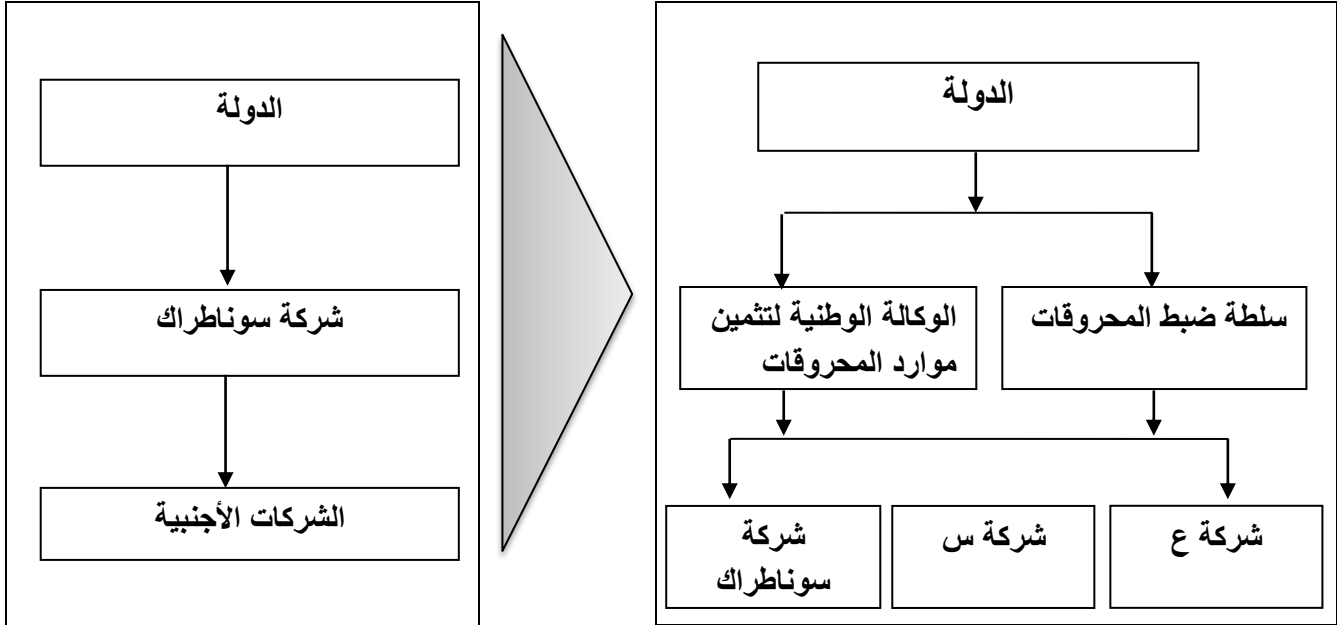 الدولة
شركة سوناطراك
الشركات الأجنبية
الدولة
سلطة ضبط المحروقات
الوكالة الوطنية لتثمين
موارد المحروقات
شركة ع
شركة س
شركة
سوناطراك